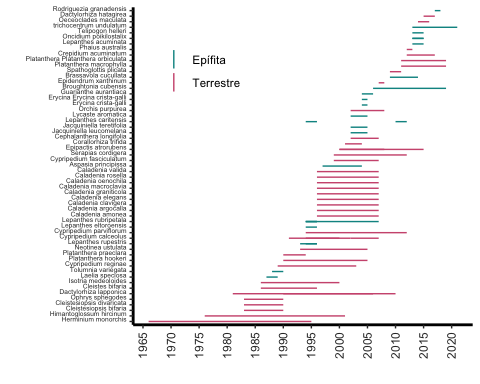 Rodriguezia granadensis
Dactylorhiza hatagirea
Oeceoclades maculata
trichocentrum undulatum
Telipogon helleri
Oncidium poikilostalix
Lepanthes acuminata
Phaius australis
Crepidium acuminatum
Platanthera Platanthera orbiculata
Platanthera macrophylla
Spathoglottis plicata
Brassavola cucullata
Epidendrum xanthinum
Broughtonia cubensis
Guarianthe aurantiaca
Erycina Erycina crista-galli
Erycina crista-galli
Orchis purpurea
Lycaste aromatica
Lepanthes caritensis
Jacquiniella teretifolia
Jacquiniella leucomelana
Cephalanthera longifolia
Corallorhiza trifida
Epipactis atrorubens
Serapias cordigera
Cypripedium fasciculatum
Aspasia principissa
Caladenia valida
Caladenia rosella
Caladenia oenochila
Caladenia macroclavia
Caladenia graniticola
Caladenia elegans
Caladenia clavigera
Caladenia argocalla
Caladenia amonea
Lepanthes rubripetala
Lepanthes eltoroensis
Cypripedium parviflorum
Cypripedium calceolus
Lepanthes rupestris
Neotinea ustulata
Platanthera praeclara
Platanthera hookeri
Cypripedium reginae
Tolumnia variegata
Laelia speciosa
Isotria medeoloides
Cleistes bifaria
Dactylorhiza lapponica
Ophrys sphegodes
Cleistesiopsis divaricata
Cleistesiopsis bifaria
Himantoglossum hircinum
Herminium monorchis
Epífita
Terrestre
1965
1970
1975
1980
1985
1990
1995
2000
2005
2010
2015
2020